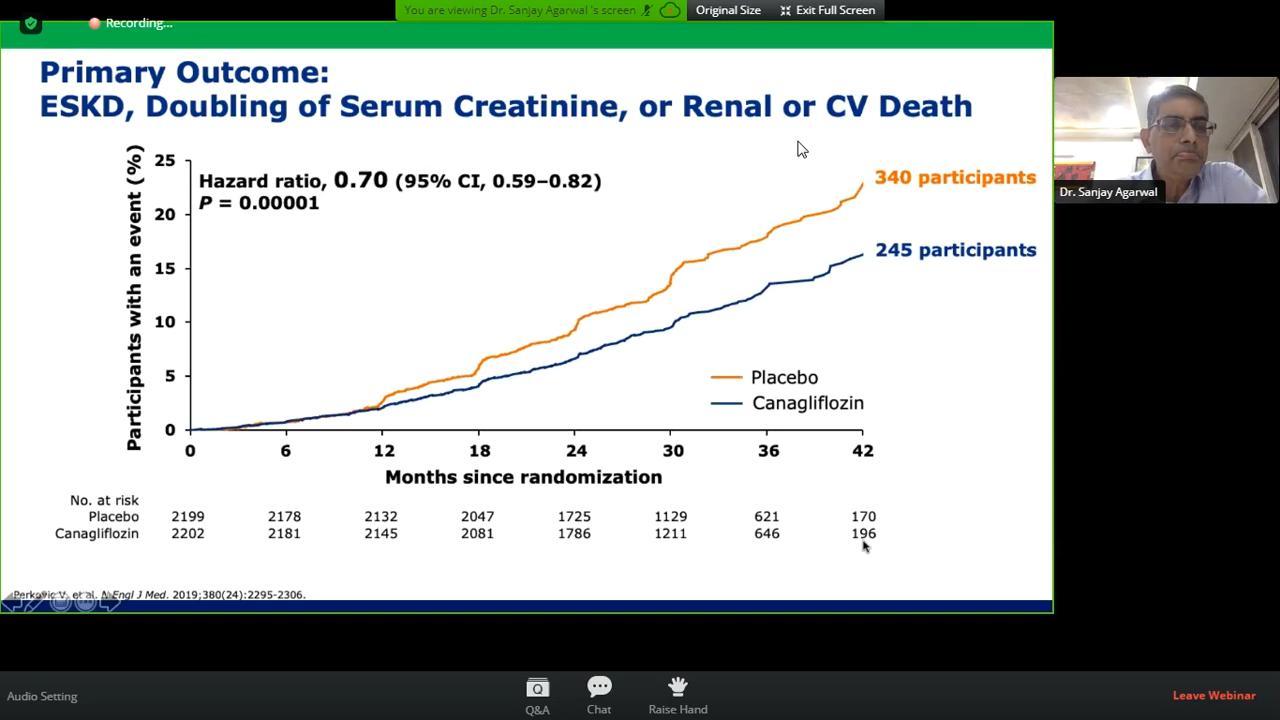 You are viewing Dr. Sanjay Agarwal 's screen
Original Size
Exit Full Screen
Recording...
Primary Outcome:
ESKD, Doubling of Serum Creatinine, or Renal or CV Death
Participants with an event (%)
25
20
15
10
5
0
Hazard ratio, 0.70 (95% CI, 0.59–0.82)
P = 0.00001
340 participants
245 participants
Placebo
Canagliflozin
0 6 12 18 24 30 36 42
Months since randomization
No. at risk
Placebo 2199 2178 2132 2047 1725 1129 621 170
Canagliflozin 2202 2181 2145 2081 1786 1211 646 196
Perkovic V, et al. N Engl J Med. 2019;380(24):2295-2306.
Dr. Sanjay Agarwal
Audio Setting
Q&A
Chat
Raise Hand
Leave Webinar